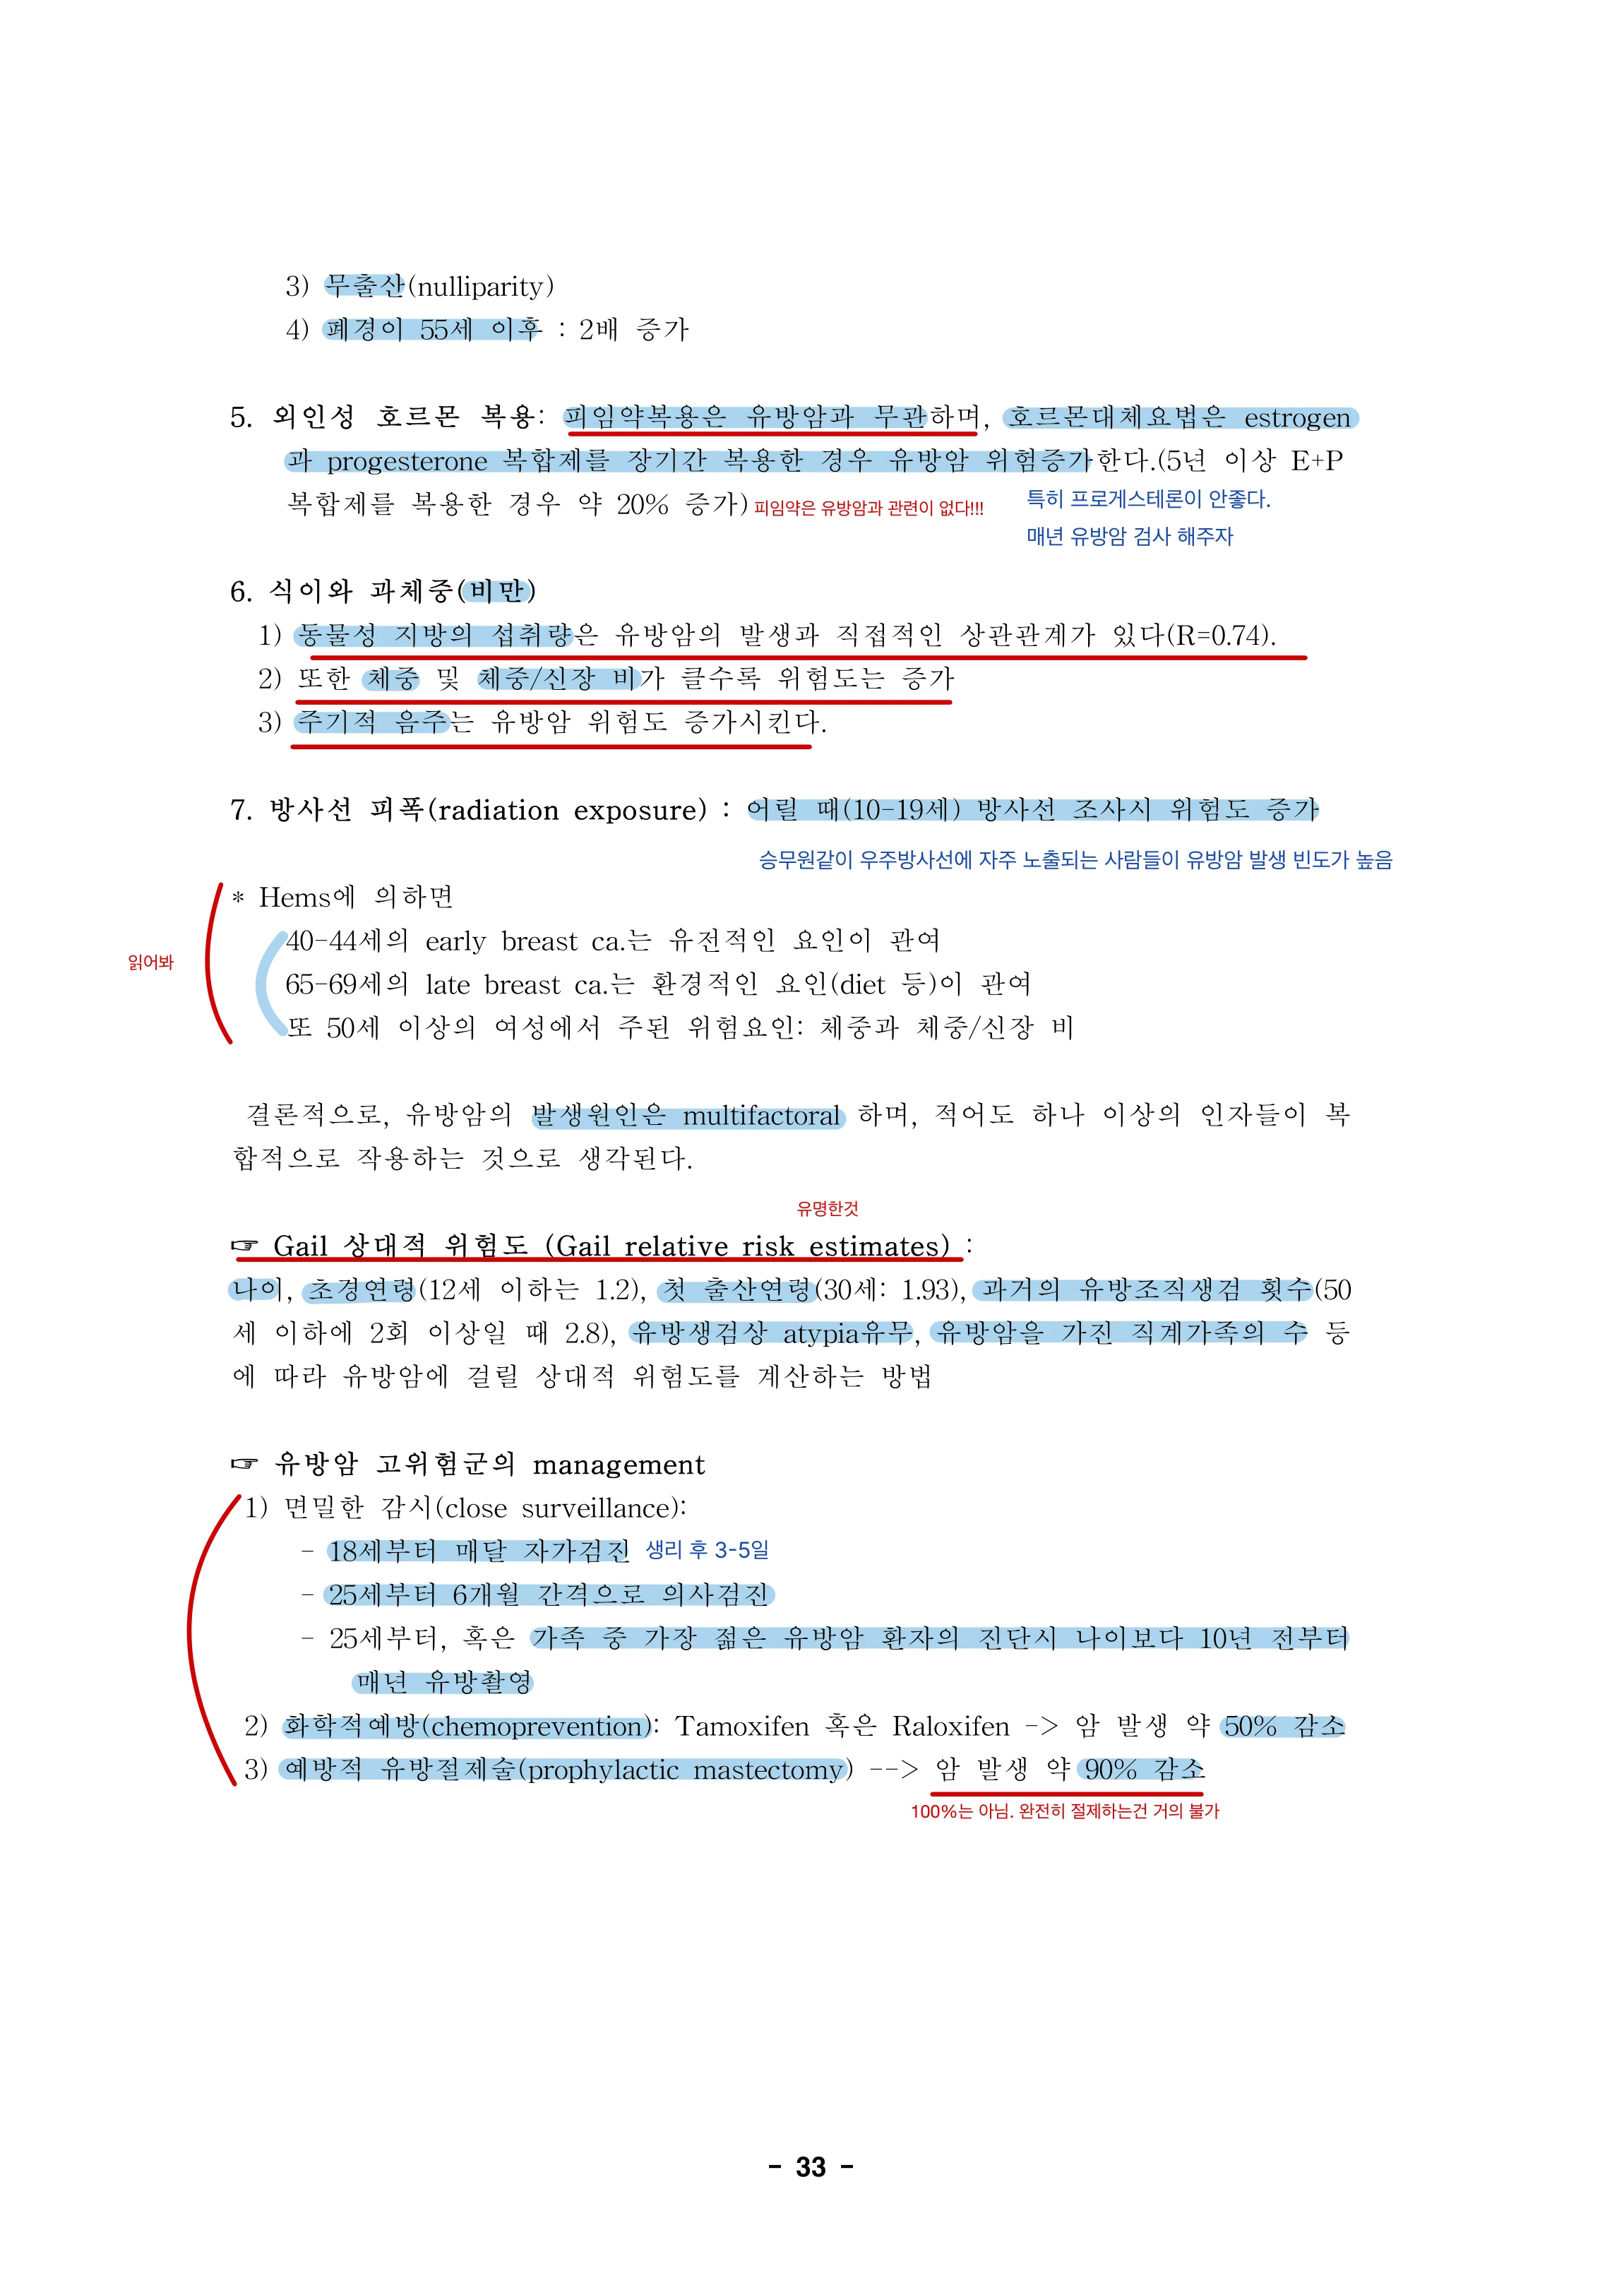 3) 무출산(nulliparity)
4) 폐경이 55세 이후 : 2배 증가
5. 외인성 호르몬 복용: 피임약복용은 유방암과 무관하며, 호르몬대체요법은 estrogen
과 progesterone 복합제를 장기간 복용한 경우 유방암 위험증가한다.(5년 이상 E+P
복합제를 복용한 경우 약 20% 증가) 피임약은 유방암과 관련이 없다!!! 특히 프로게스테론이 안좋다.
매년 유방암 검사 해주자
6. 식이와 과체중(비만)
1) 동물성 지방의 섭취량은 유방암의 발생과 직접적인 상관관계가 있다(R=0.74).
2) 또한 체중 및 체중/신장 비가 클수록 위험도는 증가
3) 주기적 음주는 유방암 위험도 증가시킨다.
7. 방사선 피폭(radiation exposure) : 어릴 때(10-19세) 방사선 조사시 위험도 증가
승무원같이 우주방사선에 자주 노출되는 사람들이 유방암 발생 빈도가 높음
* Hems에 의하면
40-44세의 early breast ca.는 유전적인 요인이 관여
읽어봐
65-69세의 late breast ca.는 환경적인 요인(diet 등)이 관여
또 50세 이상의 여성에서 주된 위험요인: 체중과 체중/신장 비
결론적으로, 유방암의 발생원인은 multifactoral 하며, 적어도 하나 이상의 인자들이 복
합적으로 작용하는 것으로 생각된다.
유명한것
☞ Gail 상대적 위험도 (Gail relative risk estimates) :
나이, 초경연령(12세 이하는 1.2), 첫 출산연령(30세: 1.93), 과거의 유방조직생검 횟수(50
세 이하에 2회 이상일 때 2.8), 유방생검상 atypia유무, 유방암을 가진 직계가족의 수 등
에 따라 유방암에 걸릴 상대적 위험도를 계산하는 방법
☞ 유방암 고위험군의 management
1) 면밀한 감시(close surveillance):
- 18세부터 매달 자가검진 생리 후 3-5일
- 25세부터 6개월 간격으로 의사검진
- 25세부터, 혹은 가족 중 가장 젊은 유방암 환자의 진단시 나이보다 10년 전부터
매년 유방촬영
2) 화학적예방(chemoprevention): Tamoxifen 혹은 Raloxifen -> 암 발생 약 50% 감소
3) 예방적 유방절제술(prophylactic mastectomy) --> 암 발생 약 90% 감소
100%는 아님. 완전히 절제하는건 거의 불가
- 33 -